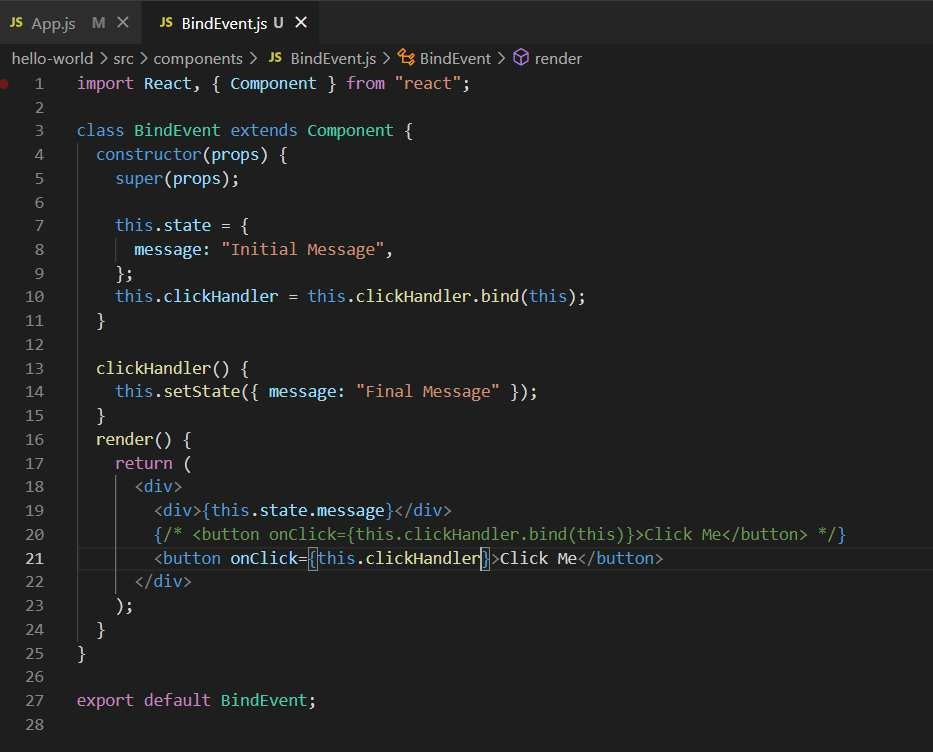 JS App.js M ✕ JS BindEvent.js U ✕
hello-world > src > components > JS BindEvent.js > BindEvent > render
1 import React, { Component } from "react";
2
3 class BindEvent extends Component {
4   constructor(props) {
5     super(props);
6
7     this.state = {
8       message: "Initial Message",
9     };
10     this.clickHandler = this.clickHandler.bind(this);
11   }
12
13   clickHandler() {
14     this.setState({ message: "Final Message" });
15   }
16   render() {
17     return (
18       <div>
19         <div>{this.state.message}</div>
20         {/* <button onClick={this.clickHandler.bind(this)}>Click Me</button> */}
21         <button onClick={this.clickHandler}>Click Me</button>
22       </div>
23     );
24   }
25 }
26
27 export default BindEvent;
28